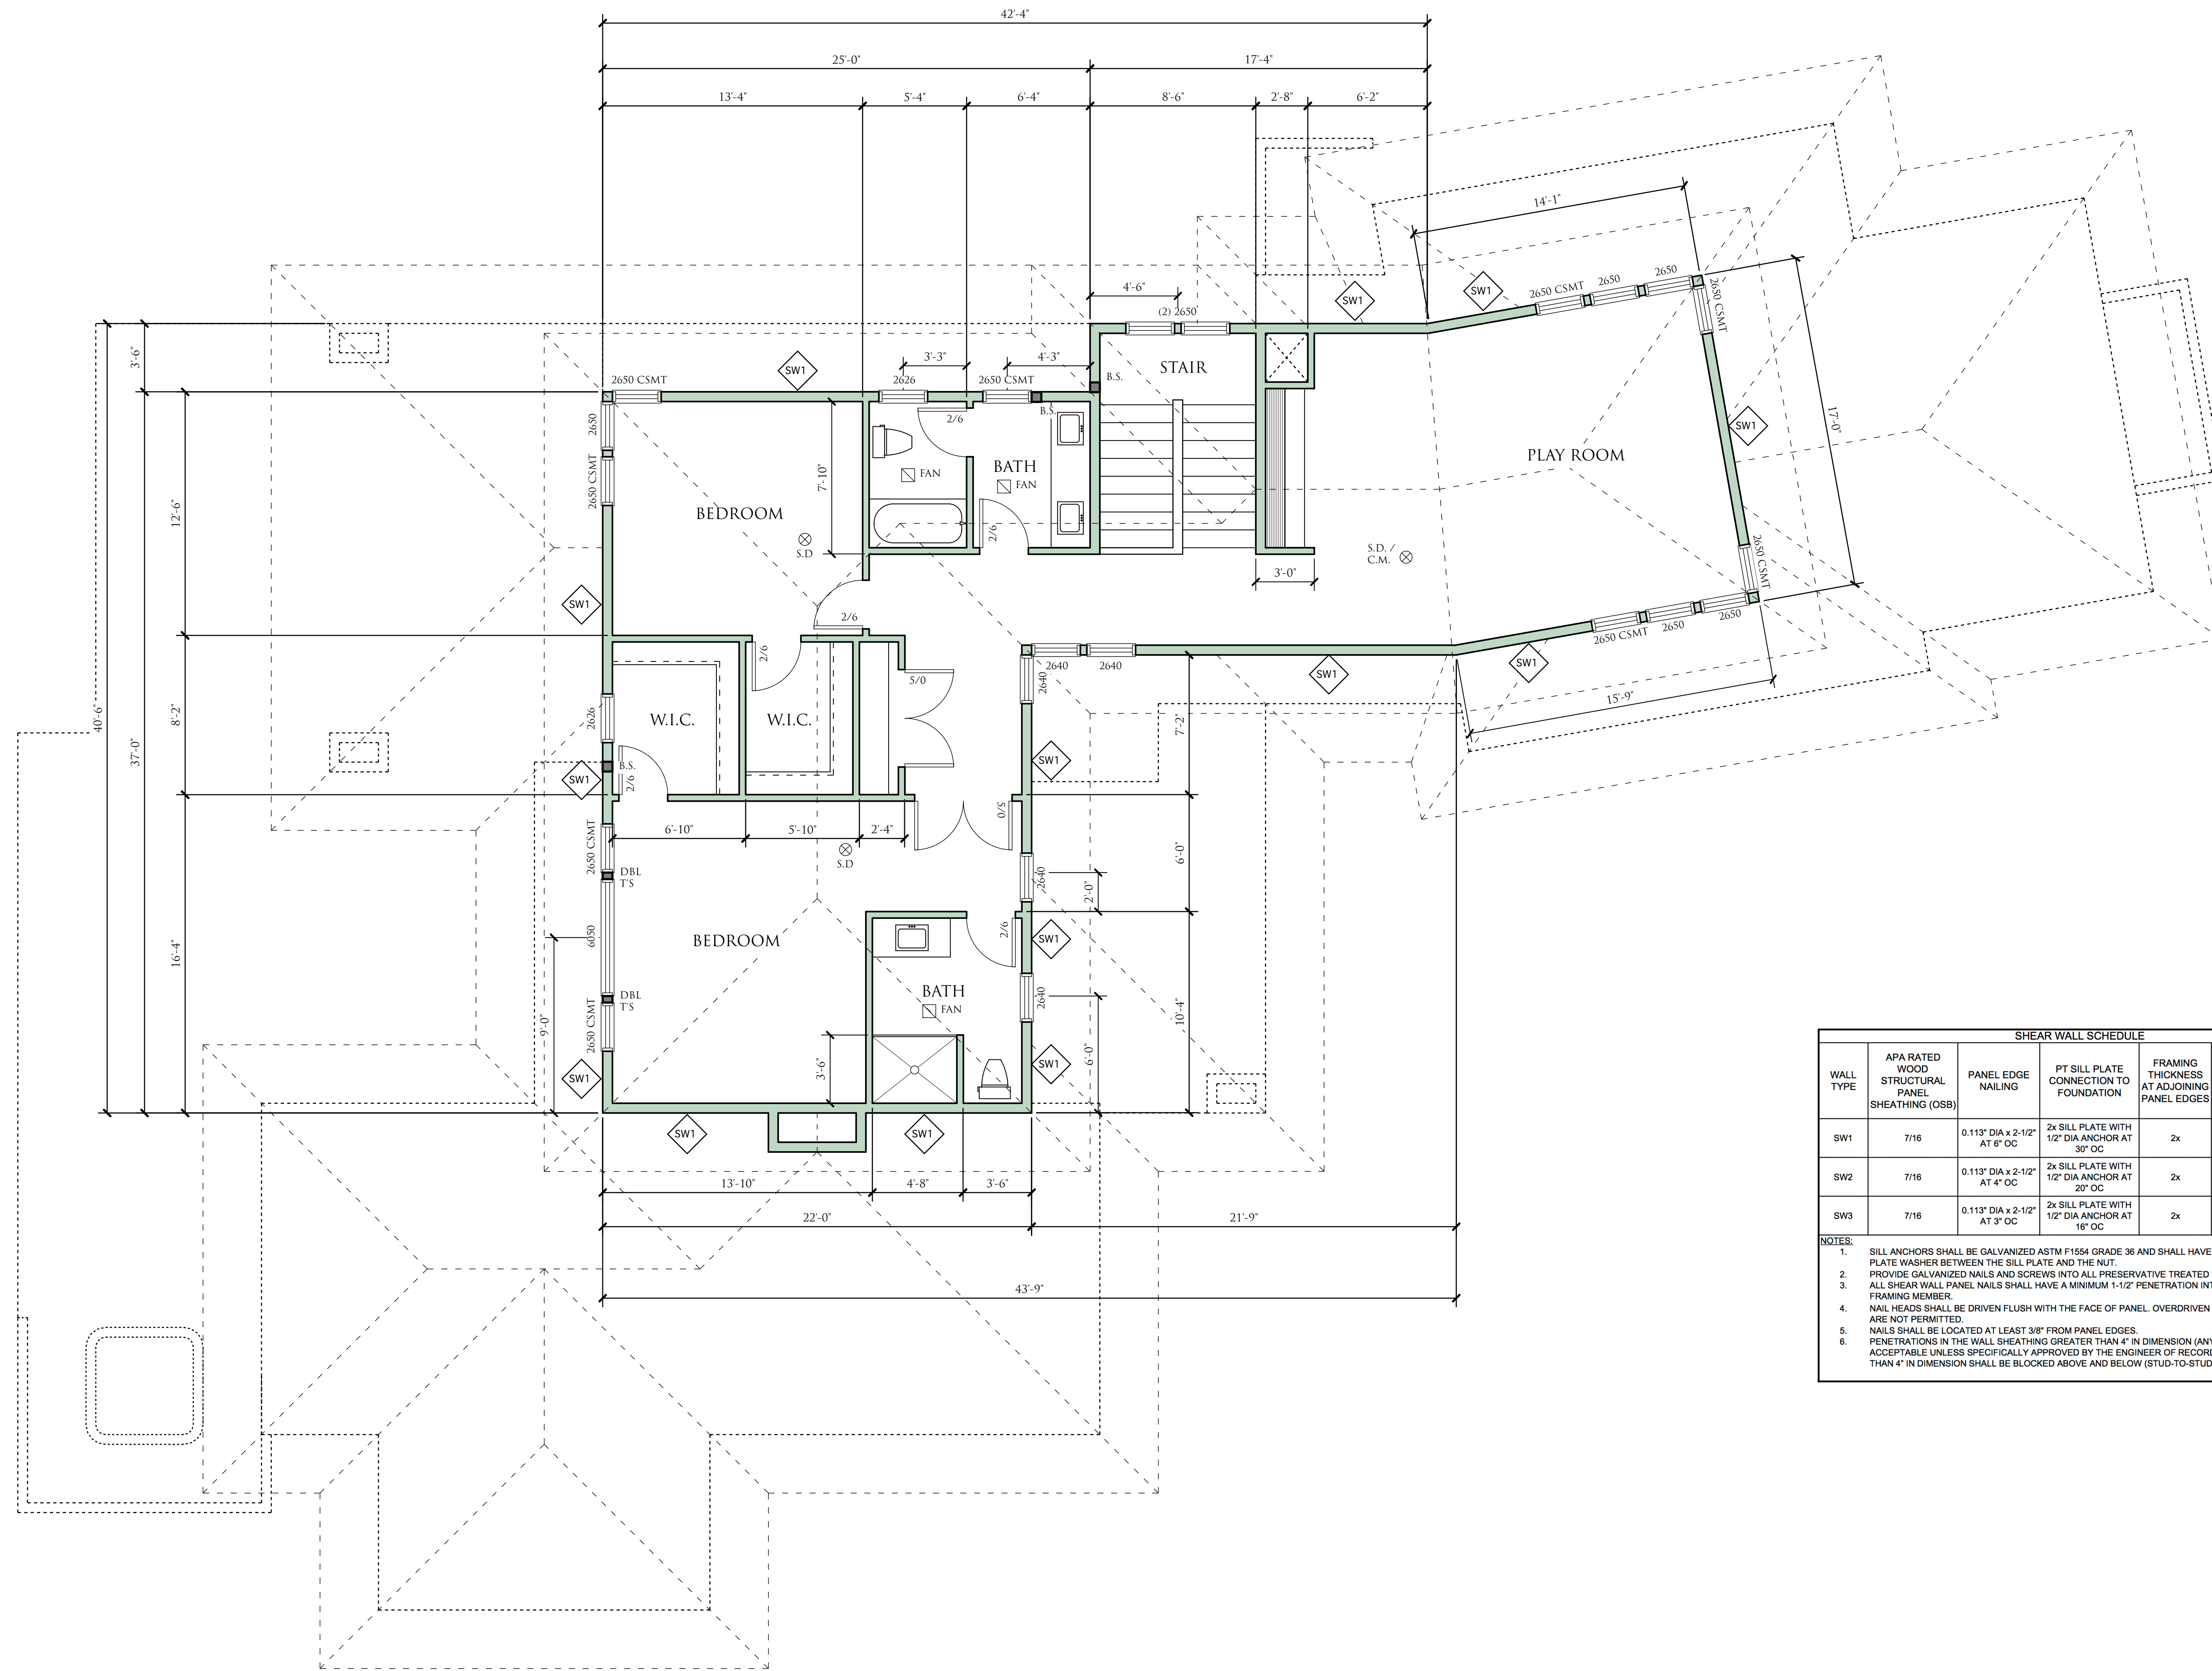 42'-4"
25'-0"
17'-4"
13'-4"
5'-4"
6'-4"
8'-6"
2'-8"
6'-2"
14'-1"
SW1
SW1
2650 CSMT
2650
2650
2650 CSMT
4'-6"
(2) 2650
3'-6"
SW1
3'-3"
4'-3"
STAIR
B.S.
2650 CSMT
2626
2650 CSMT
B.S.
2650
2/6
SW1
17'-0"
PLAY ROOM
2650 CSMT
7'-10"
FAN
BATH
FAN
12'-6"
BEDROOM
S.D
2/6
S.D. /
C.M.
2650 CSMT
3'-0"
SW1
2/6
2650 CSMT
2650
2650
2/6
2640
2640
SW1
SW1
5/0
2640
15'-9"
40'-6"
37'-0"
8'-2"
2626
W.I.C.
W.I.C.
7'-2"
SW1
B.S.
SW1
2/6
5/0
6'-10"
5'-10"
2'-4"
2650 CSMT
S.D
DBL
T'S
6'-0"
2640
2'-0"
16'-4"
6050
BEDROOM
2/6
SW1
BATH
FAN
DBL
T'S
2640
10'-4"
9'-0"
2650 CSMT
3'-6"
6'-0"
SW1
SW1
SW1
SW1
13'-10"
4'-8"
3'-6"
22'-0"
21'-9"
43'-9"
SHEAR WALL SCHEDULE
WALL
TYPE
APA RATED
WOOD
STRUCTURAL
PANEL
SHEATHING (OSB)
PANEL EDGE
NAILING
PT SILL PLATE
CONNECTION TO
FOUNDATION
FRAMING
THICKNESS
AT ADJOINING
PANEL EDGES
SW1
7/16
0.113" DIA x 2-1/2"
AT 6" OC
2x SILL PLATE WITH
1/2" DIA ANCHOR AT
30" OC
2x
SW2
7/16
0.113" DIA x 2-1/2"
AT 4" OC
2x SILL PLATE WITH
1/2" DIA ANCHOR AT
20" OC
2x
SW3
7/16
0.113" DIA x 2-1/2"
AT 3" OC
2x SILL PLATE WITH
1/2" DIA ANCHOR AT
16" OC
2x
NOTES:
1. SILL ANCHORS SHALL BE GALVANIZED ASTM F1554 GRADE 36 AND SHALL HAVE
PLATE WASHER BETWEEN THE SILL PLATE AND THE NUT.
2. PROVIDE GALVANIZED NAILS AND SCREWS INTO ALL PRESERVATIVE TREATED
3. ALL SHEAR WALL PANEL NAILS SHALL HAVE A MINIMUM 1-1/2" PENETRATION INT
FRAMING MEMBER.
4. NAIL HEADS SHALL BE DRIVEN FLUSH WITH THE FACE OF PANEL. OVERDRIVEN
ARE NOT PERMITTED.
5. NAILS SHALL BE LOCATED AT LEAST 3/8" FROM PANEL EDGES.
6. PENETRATIONS IN THE WALL SHEATHING GREATER THAN 4" IN DIMENSION (ANY
ACCEPTABLE UNLESS SPECIFICALLY APPROVED BY THE ENGINEER OF RECORD
THAN 4" IN DIMENSION SHALL BE BLOCKED ABOVE AND BELOW (STUD-TO-STUD